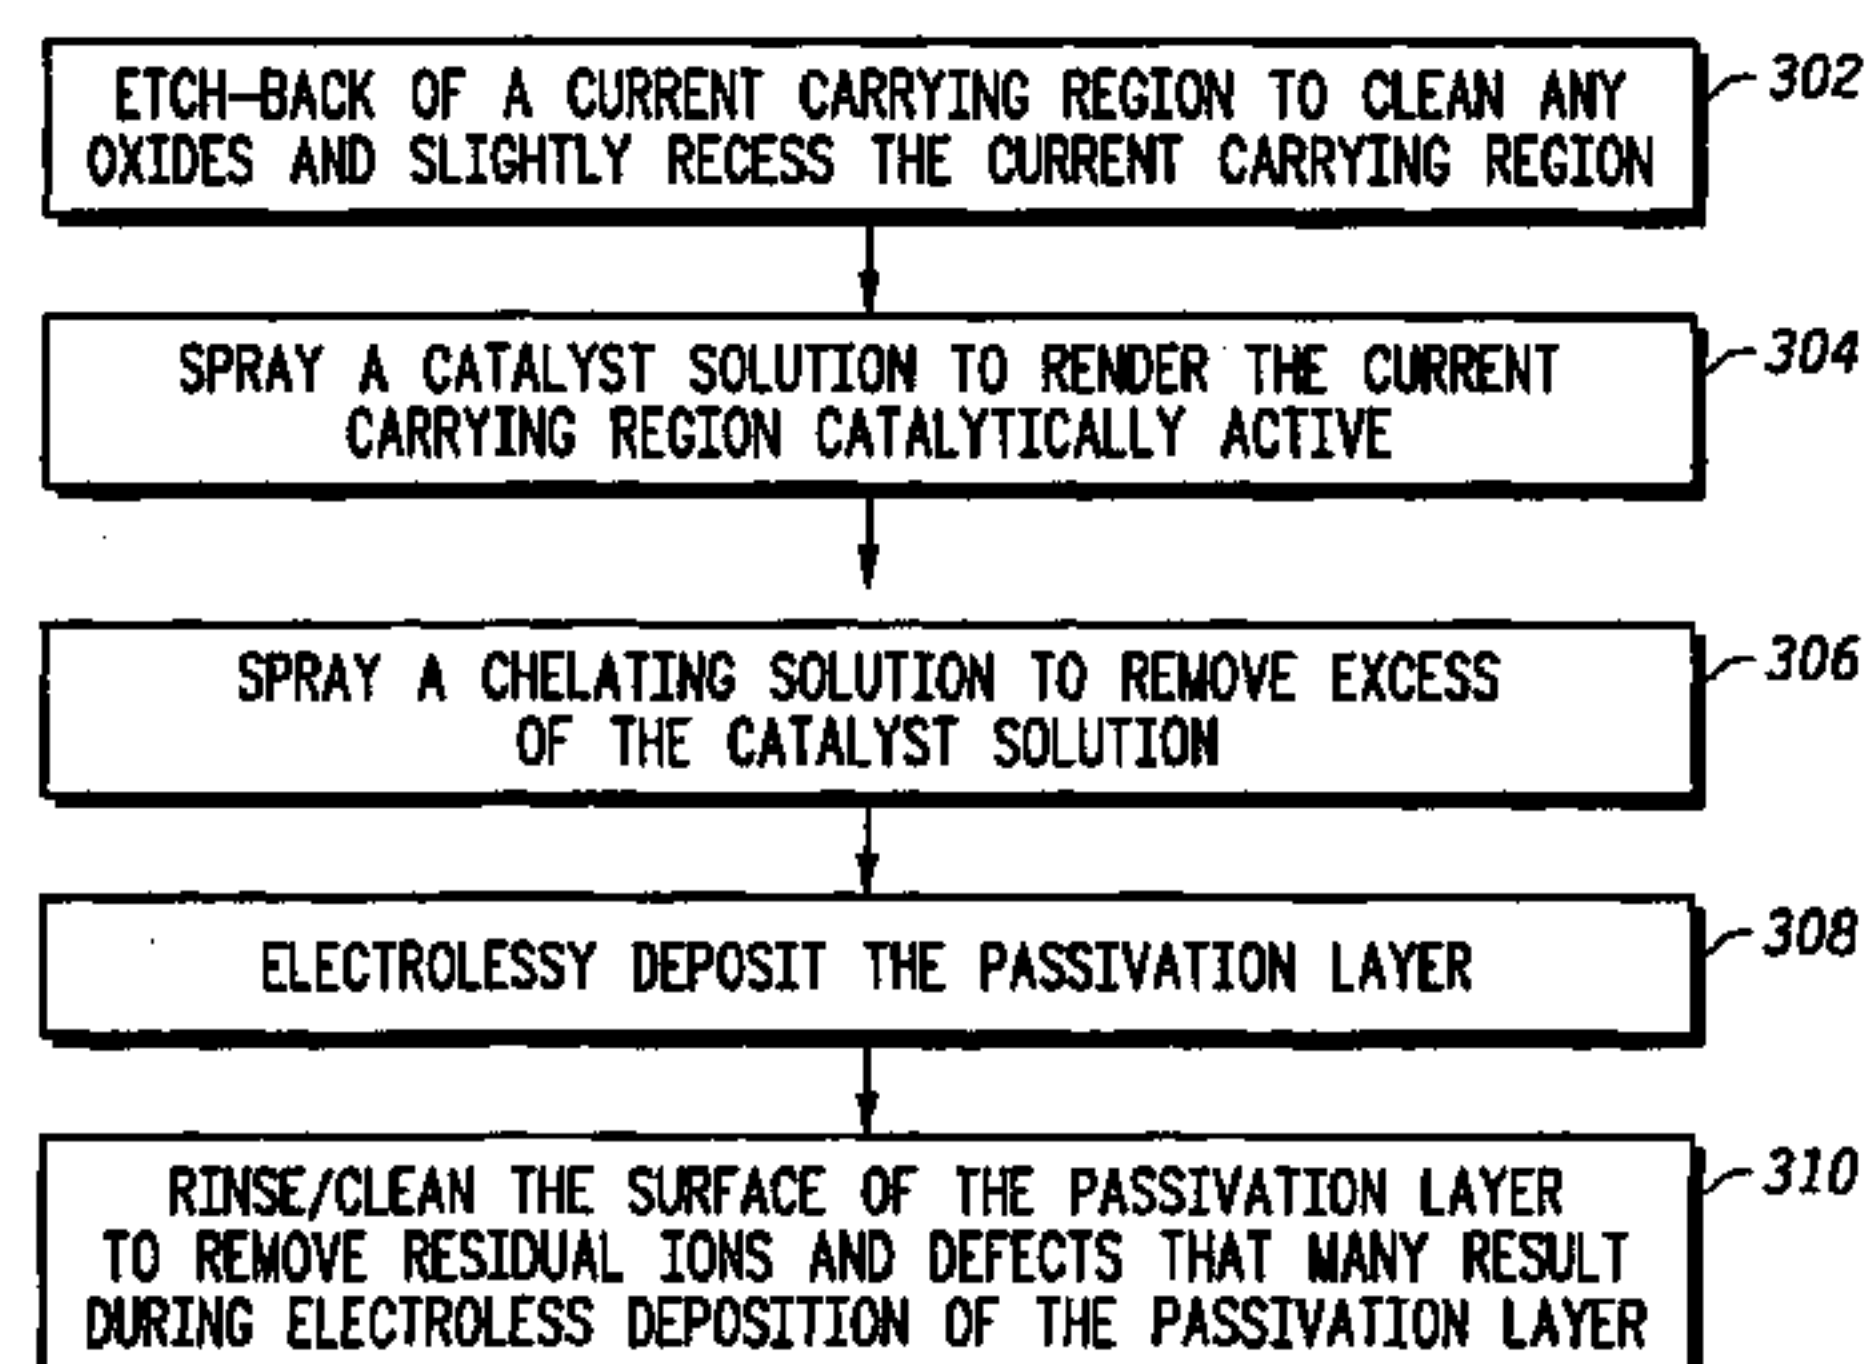 ETCH-BACK OF A CURRENT CARRYING REGION TO CLEAN ANY
OXIDES AND SLIGHTLY RECESS THE CURRENT CARRYING REGION
302
SPRAY A CATALYST SOLUTION TO RENDER THE CURRENT
CARRYING REGION CATALYTICALLY ACTIVE
304
SPRAY A CHELATING SOLUTION TO REMOVE EXCESS
OF THE CATALYST SOLUTION
306
ELECTROLESSY DEPOSIT THE PASSIVATION LAYER
308
RINSE/CLEAN THE SURFACE OF THE PASSIVATION LAYER
TO REMOVE RESIDUAL IONS AND DEFECTS THAT MANY RESULT
DURING ELECTROLESS DEPOSITION OF THE PASSIVATION LAYER
310